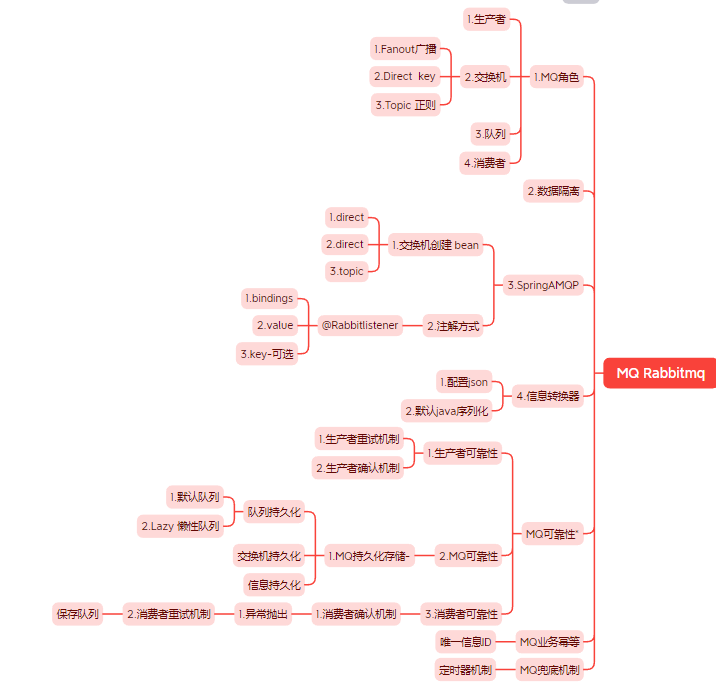 MQ Rabbitmq
1.MQ角色
1.生产者
2.交换机
1.Fanout广播
2.Direct key
3.Topic 正则
3.队列
4.消费者
2.数据隔离
3.SpringAMQP
1.交换机创建 bean
1.direct
2.direct
3.topic
2.注解方式
@Rabbitlistener
1.bindings
2.value
3.key-可选
4.信息转换器
1.配置json
2.默认java序列化
MQ可靠性*
1.生产者可靠性
1.生产者重试机制
2.生产者确认机制
2.MQ可靠性
1.MQ持久化存储-
队列持久化
1.默认队列
2.Lazy 懒性队列
交换机持久化
信息持久化
3.消费者可靠性
1.消费者确认机制
1.异常抛出
2.消费者重试机制
保存队列
MQ业务幂等
唯一信息ID
MQ兜底机制
定时器机制